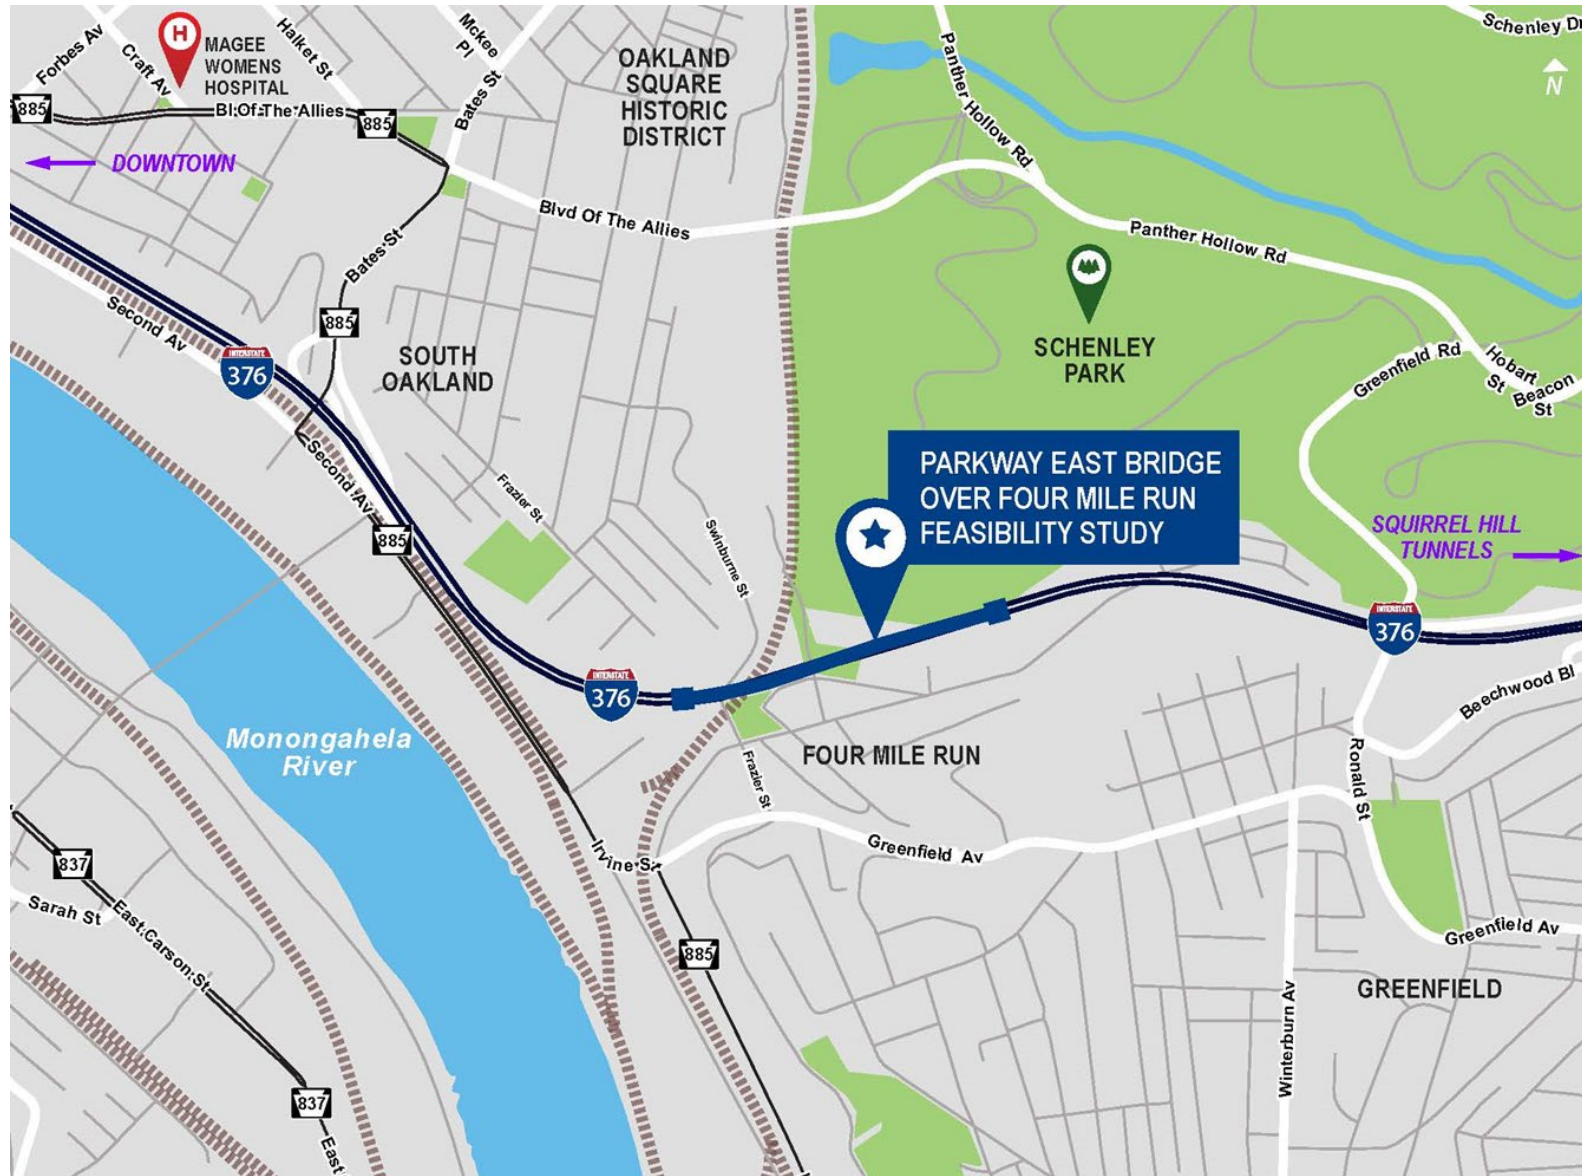 Forbes Av
Craft Av
H
MAGEE
WOMENS
HOSPITAL
Halket St
Mckee
Pl
Bates St
OAKLAND
SQUARE
HISTORIC
DISTRICT
Panther Hollow Rd
Schenley Dr
N
885
Bl Of The Allies
885
DOWNTOWN
Blvd Of The Allies
Panther Hollow Rd
Bates St
Second Av
885
INTERSTATE
376
SOUTH
OAKLAND
SCHENLEY
PARK
Greenfield Rd
Hobart
St
Beacon
St
Second Av
885
Frazier St
Swinburne St
PARKWAY EAST BRIDGE
OVER FOUR MILE RUN
FEASIBILITY STUDY
SQUIRREL HILL
TUNNELS
INTERSTATE
376
INTERSTATE
376
Beechwood Bl
Monongahela
River
FOUR MILE RUN
Frazier St
Ronald St
Greenfield Av
Irvine St
837
Sarah St
East Carson St
885
Greenfield Av
GREENFIELD
Winterburn Av
837
East